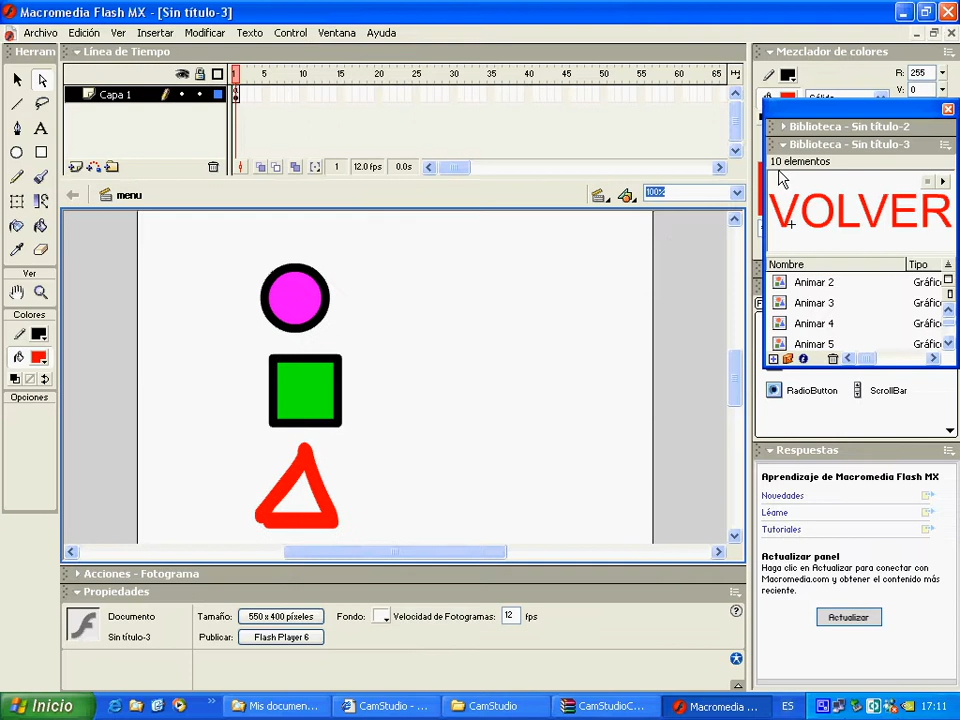 Macromedia Flash MX - [Sin título-3]
Archivo Edición Ver Insertar Modificar Texto Control Ventana Ayuda
Herram
Línea de Tiempo
Mezclador de colores
1 5 10 15 20 25 30 35 40 45 50 55 60 65
R: 255
Capa 1
V: 0
Biblioteca - Sin título-2
Biblioteca - Sin título-3
10 elementos
1 12.0 fps 0.0s
menu
100%
VOLVER
Nombre Tipo
Ver
Animar 2 Gráfic
Animar 3 Gráfic
Colores
Animar 4 Gráfic
Animar 5 Gráfic
RadioButton ScrollBar
Opciones
Respuestas
Aprendizaje de Macromedia Flash MX
Novedades
Léame
Tutoriales
Actualizar panel
Haga clic en Actualizar para conectar con
Macromedia.com y obtener el contenido más
reciente.
Actualizar
Acciones - Fotograma
Propiedades
Documento
Tamaño: 550 x 400 píxeles Fondo: Velocidad de Fotogramas: 12 fps
Sin título-3
Publicar: Flash Player 6
Inicio
Mis documen...
CamStudio - ...
CamStudio
CamStudioC...
Macromedia ...
ES
17:11